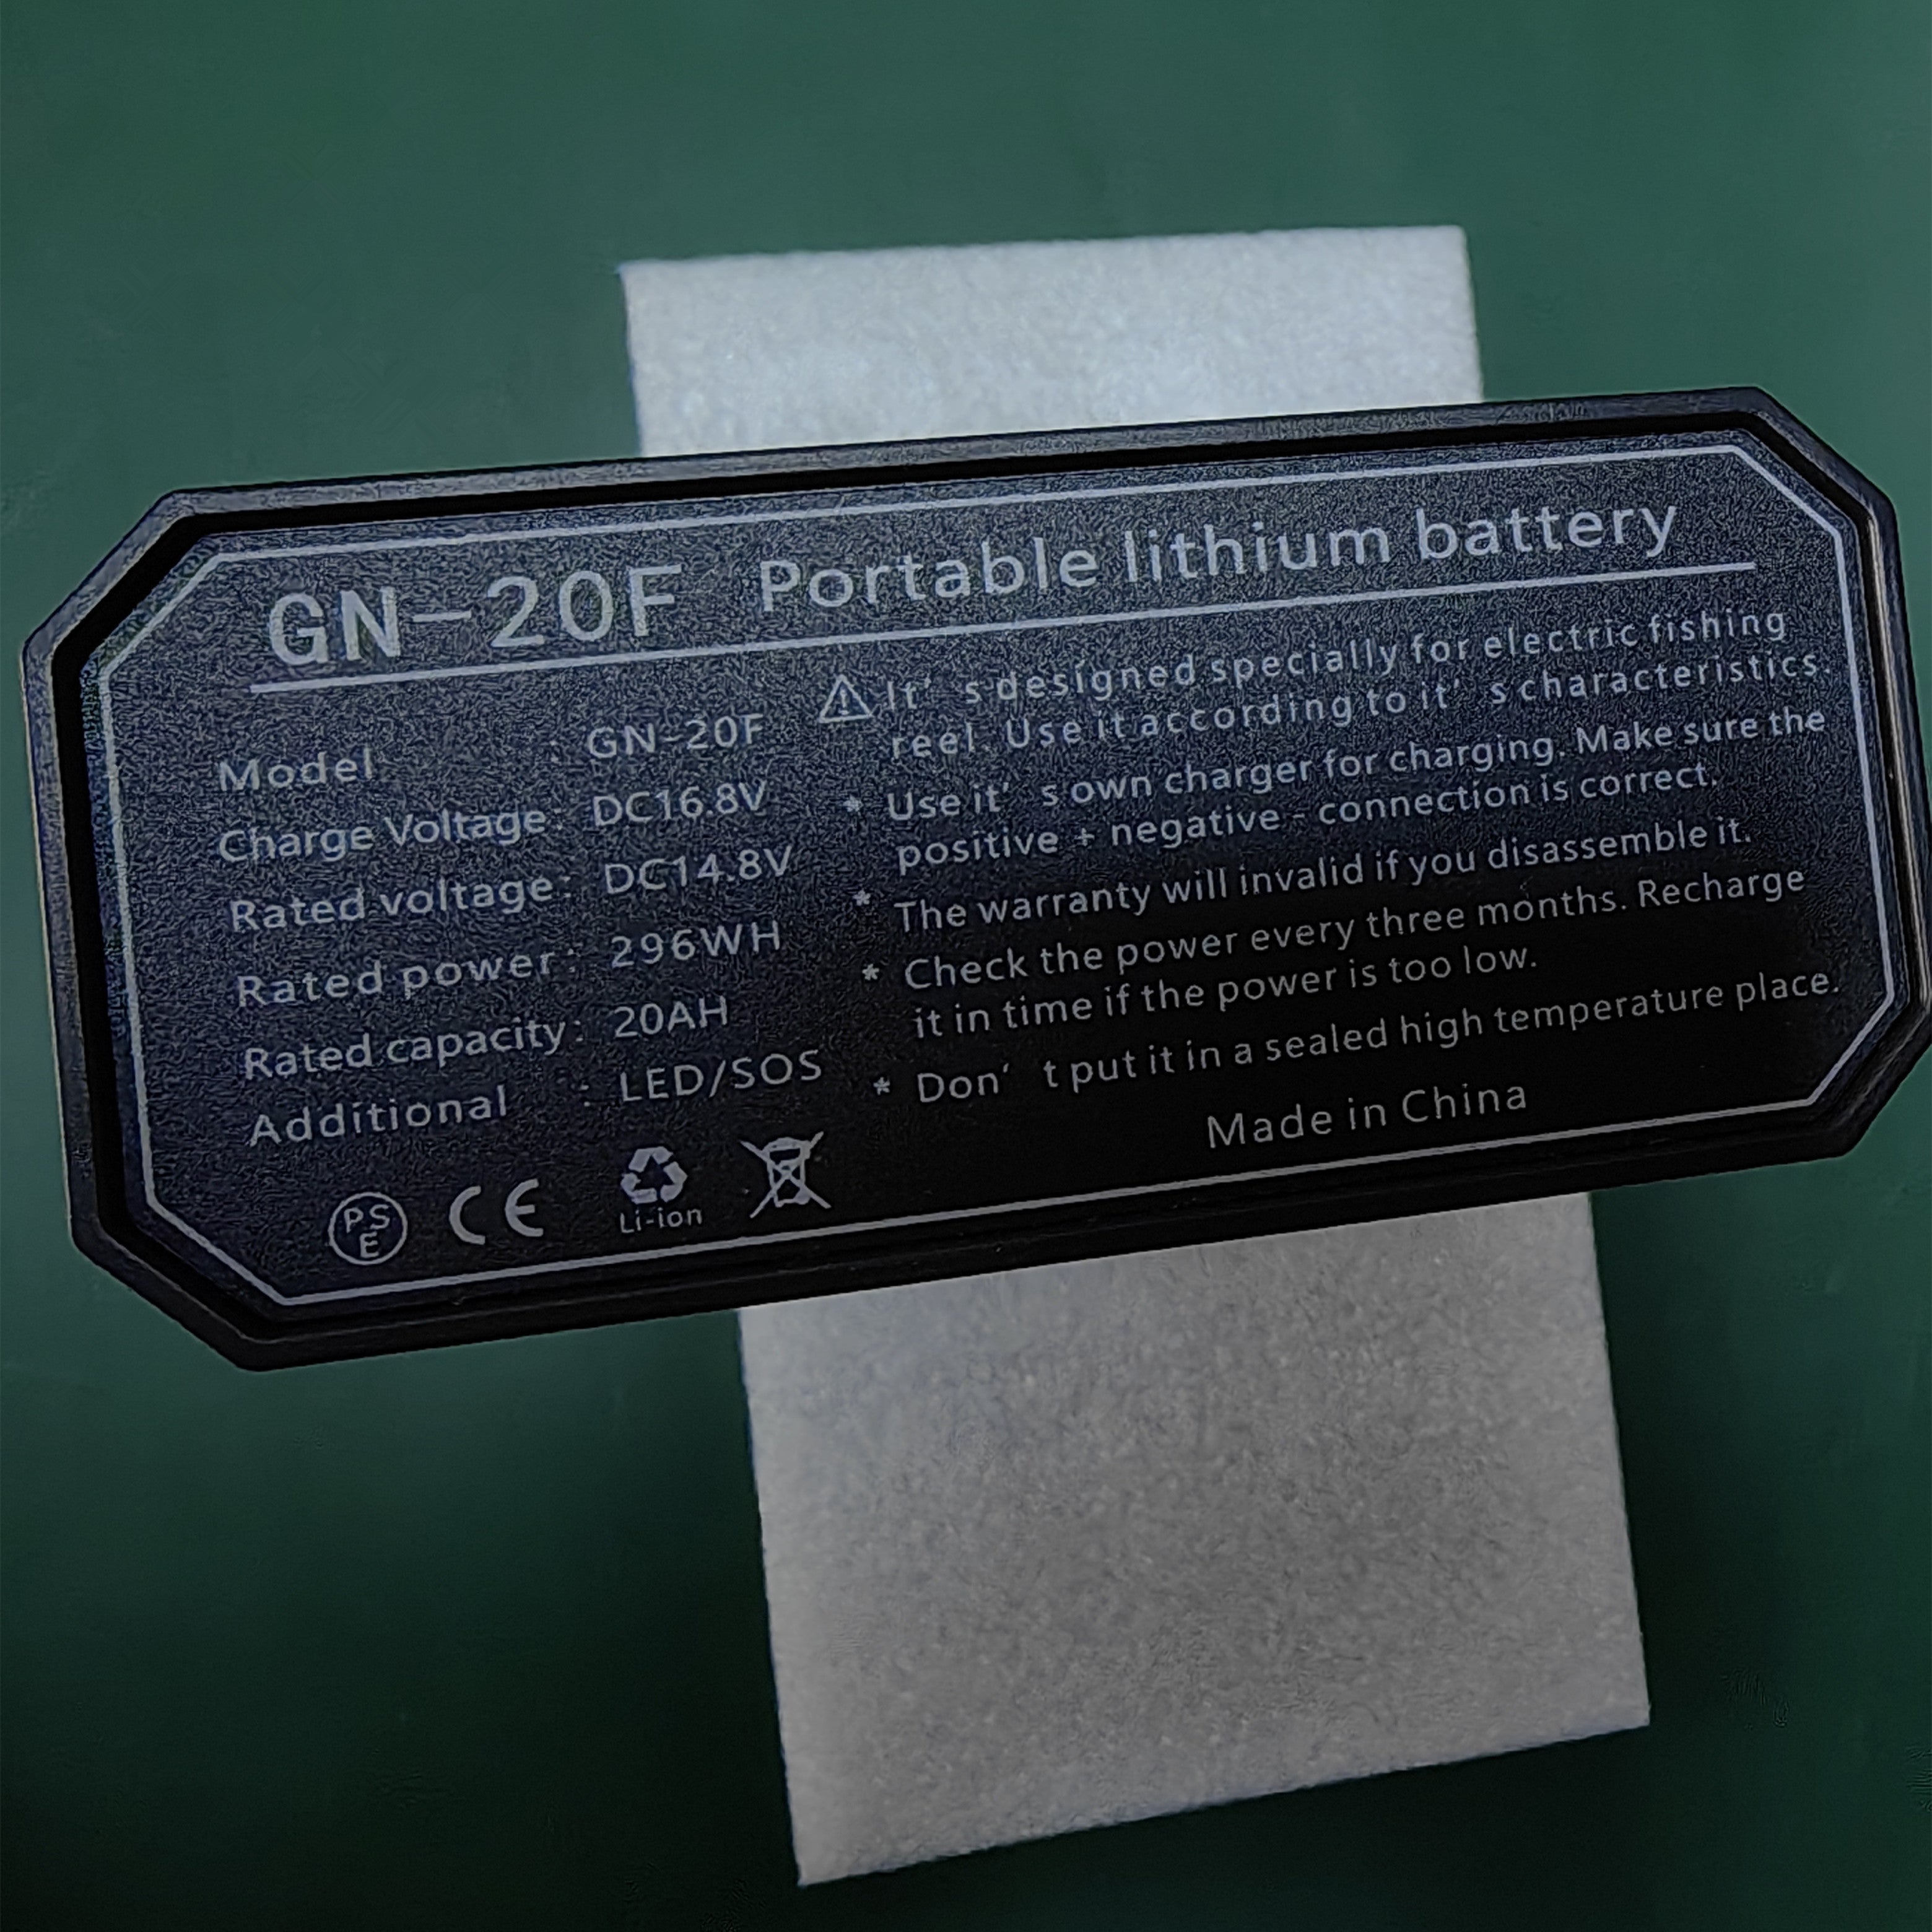 GN-20F Portable lithium battery
Model : GN-20F
Charge Voltage: DC16.8V
Rated voltage: DC14.8V
Rated power: 296WH
Rated capacity: 20AH
Additional : LED/SOS
It's designed specially for electric fishing
reel. Use it according to it's characteristics.
* Use it's own charger for charging. Make sure the
positive + negative - connection is correct.
* The warranty will invalid if you disassemble it.
* Check the power every three months. Recharge
it in time if the power is too low.
* Don't put it in a sealed high temperature place.
Made in China
PS
E
CE
Li-ion